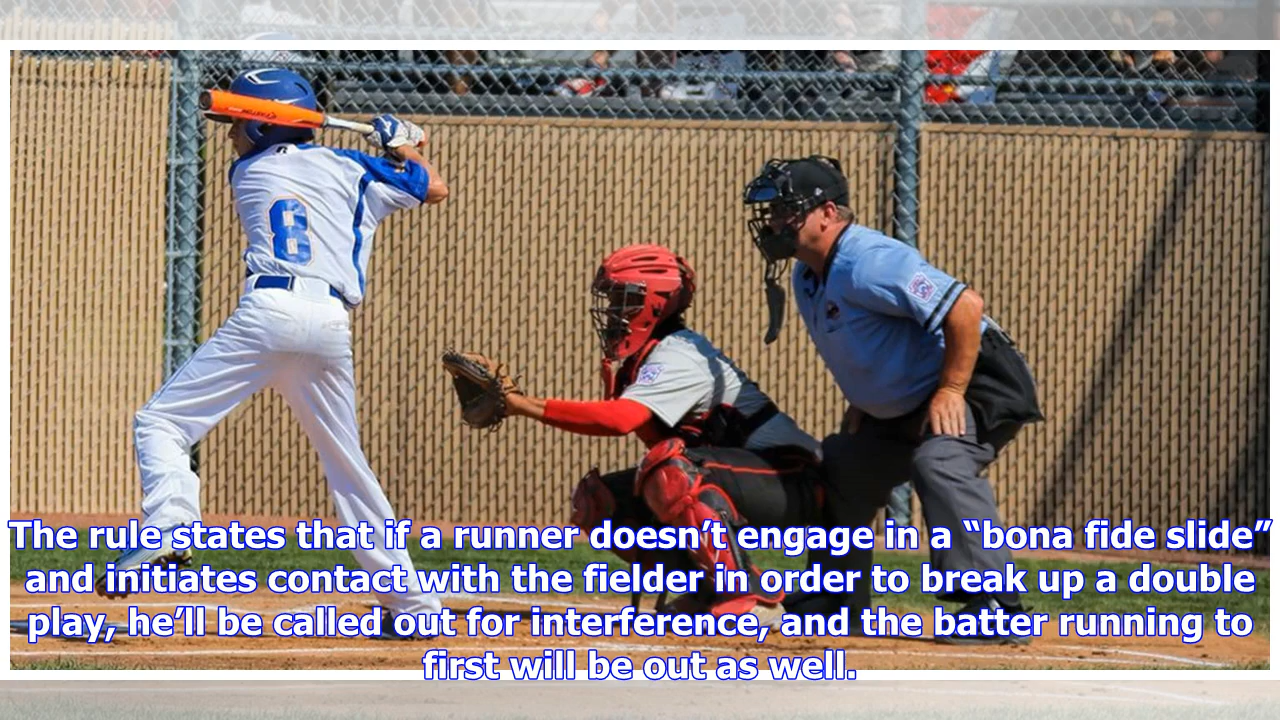 8
The rule states that if a runner doesn’t engage in a “bona fide slide”
and initiates contact with the fielder in order to break up a double
play, he’ll be called out for interference, and the batter running to
first will be out as well.